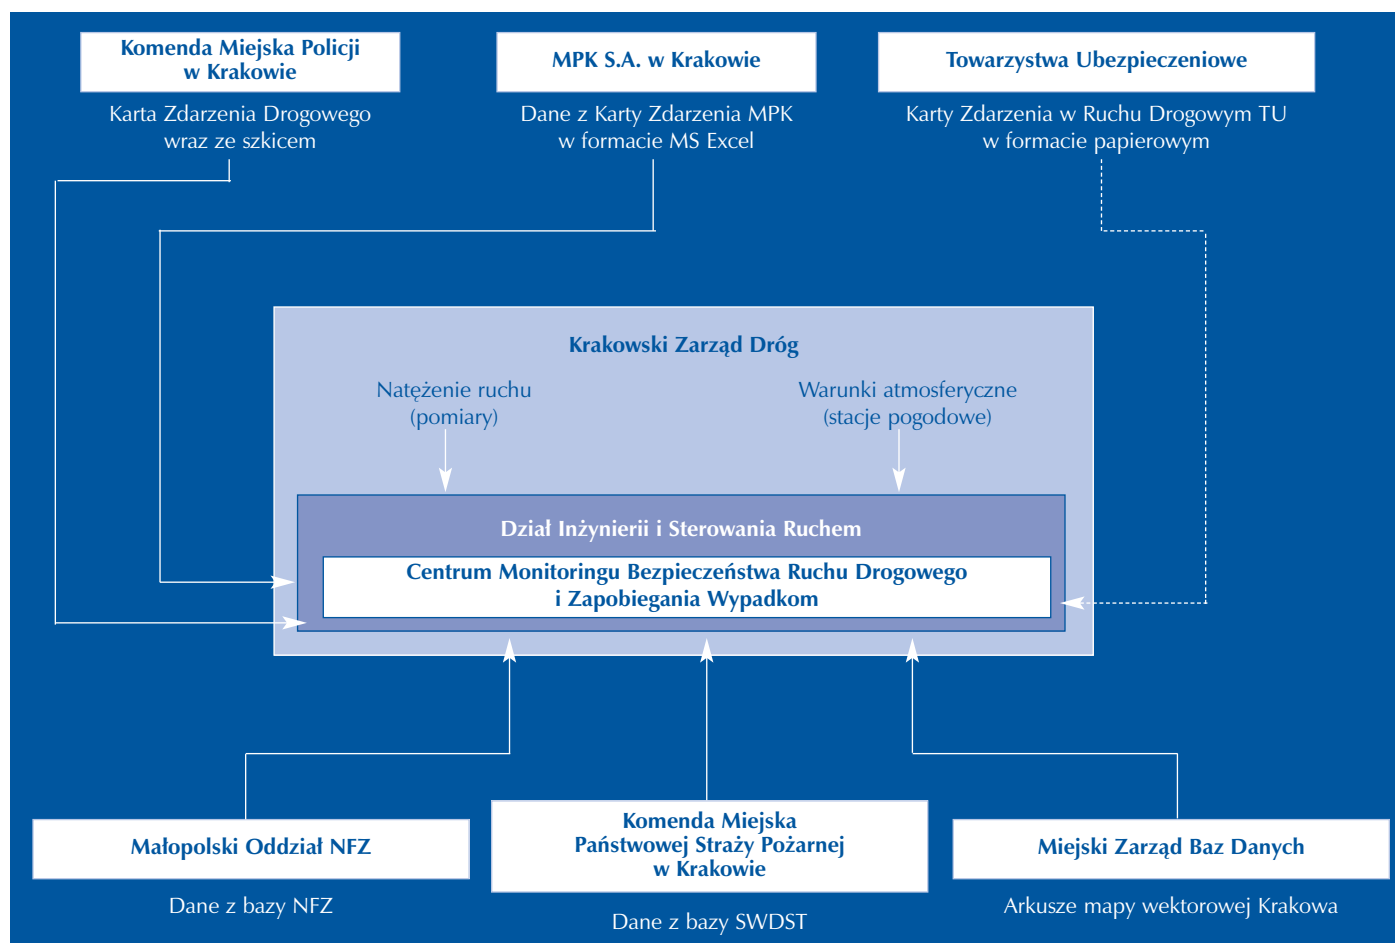 Komenda Miejska Policji
w Krakowie
MPK S.A. w Krakowie
Towarzystwa Ubezpieczeniowe
Karta Zdarzenia Drogowego
wraz ze szkicem
Dane z Karty Zdarzenia MPK
w formacie MS Excel
Karty Zdarzenia w Ruchu Drogowym TU
w formacie papierowym
Krakowski Zarząd Dróg
Natężenie ruchu
(pomiary)
Warunki atmosferyczne
(stacje pogodowe)
Dział Inżynierii i Sterowania Ruchem
Centrum Monitoringu Bezpieczeństwa Ruchu Drogowego
i Zapobiegania Wypadkom
Małopolski Oddział NFZ
Komenda Miejska
Państwowej Straży Pożarnej
w Krakowie
Miejski Zarząd Baz Danych
Dane z bazy NFZ
Dane z bazy SWDST
Arkusze mapy wektorowej Krakowa